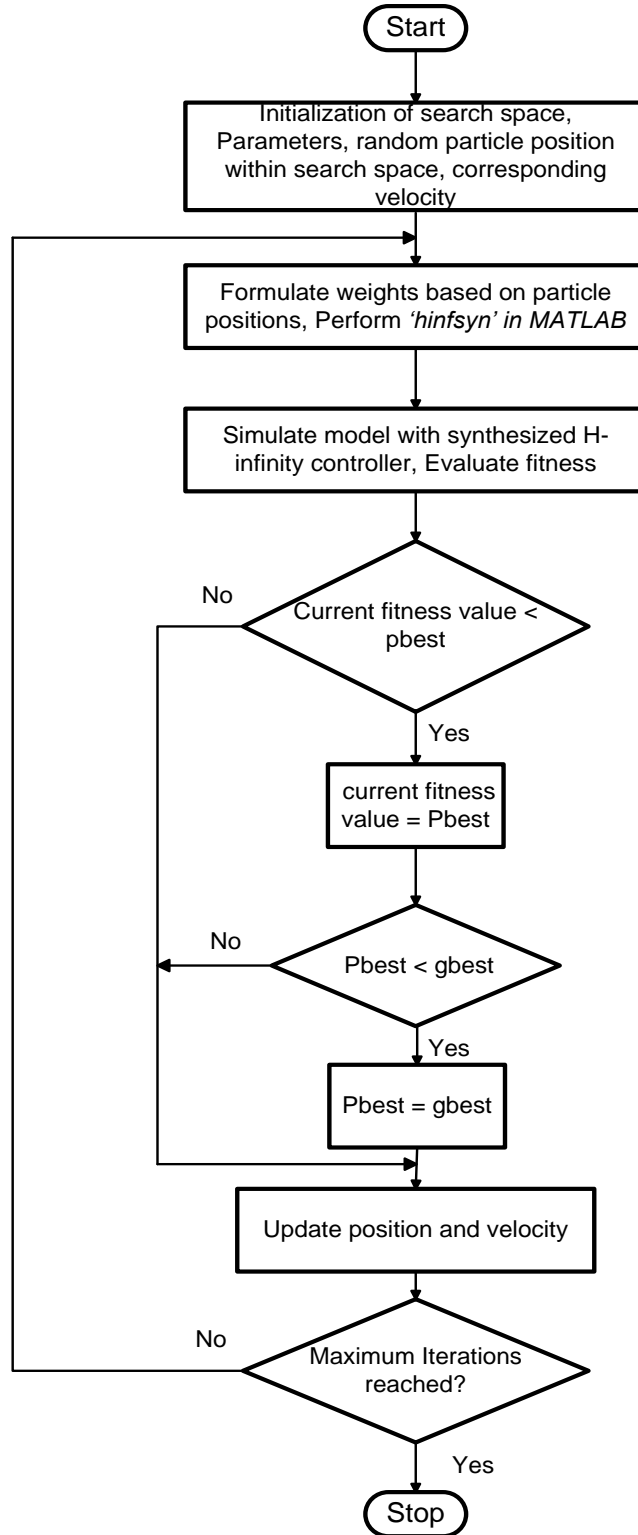 Start
Initialization of search space,
Parameters, random particle position
within search space, corresponding
velocity
Formulate weights based on particle
positions, Perform ‘hinfsyn’ in MATLAB
Simulate model with synthesized H-
infinity controller, Evaluate fitness
No
Current fitness value <
pbest
Yes
current fitness
value = Pbest
No
Pbest < gbest
Yes
Pbest = gbest
Update position and velocity
No
Maximum Iterations
reached?
Yes
Stop